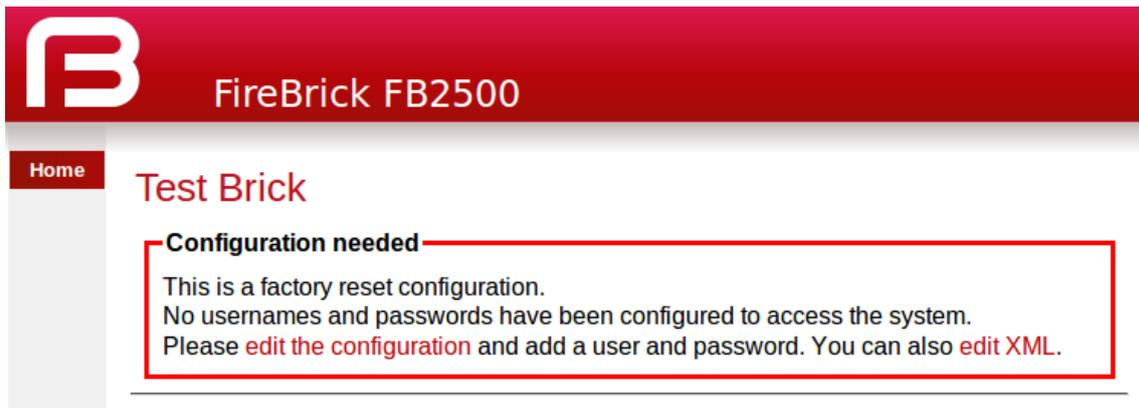 FireBrick FB2500
Home
Test Brick
Configuration needed
This is a factory reset configuration.
No usernames and passwords have been configured to access the system.
Please edit the configuration and add a user and password. You can also edit XML.